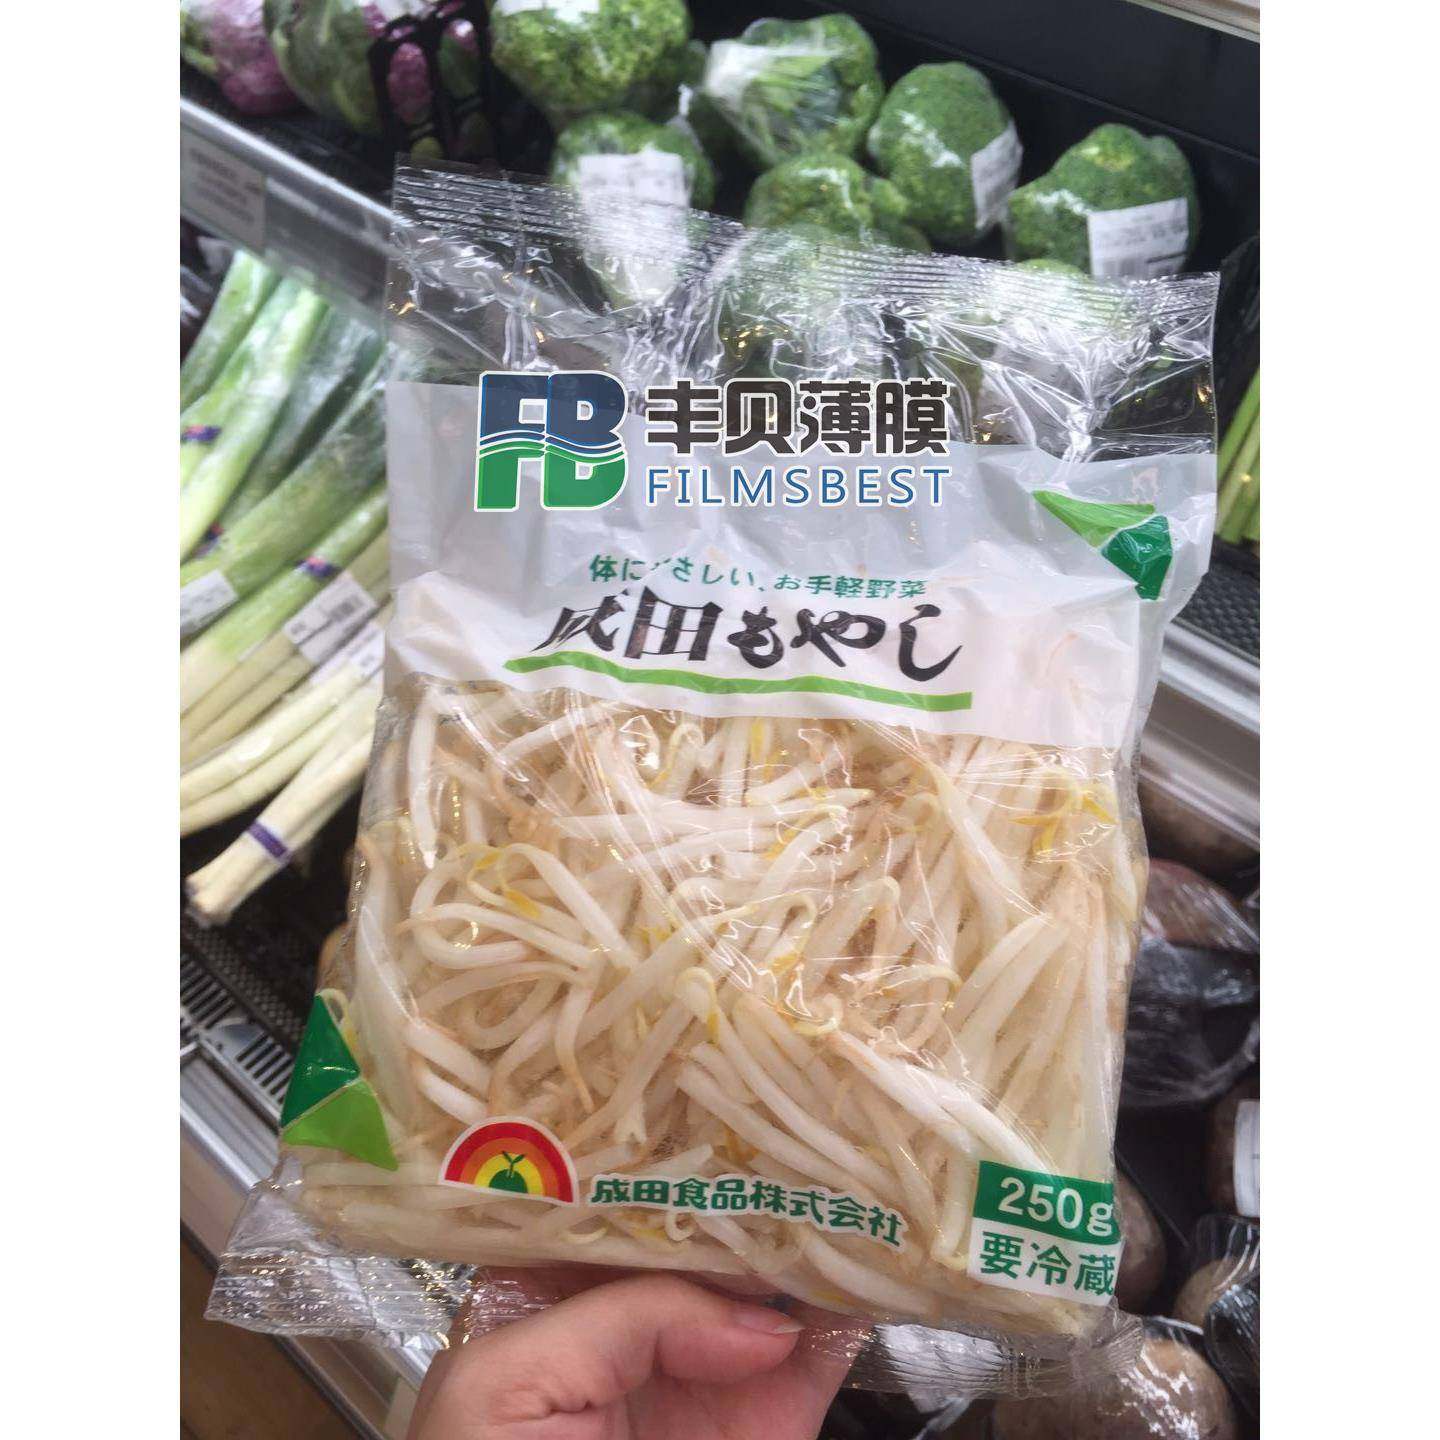 FB 丰贝薄膜
FILMSBEST
体にやさしい、お手軽野菜
成田もやし
成田食品株式会社
250g
要冷蔵